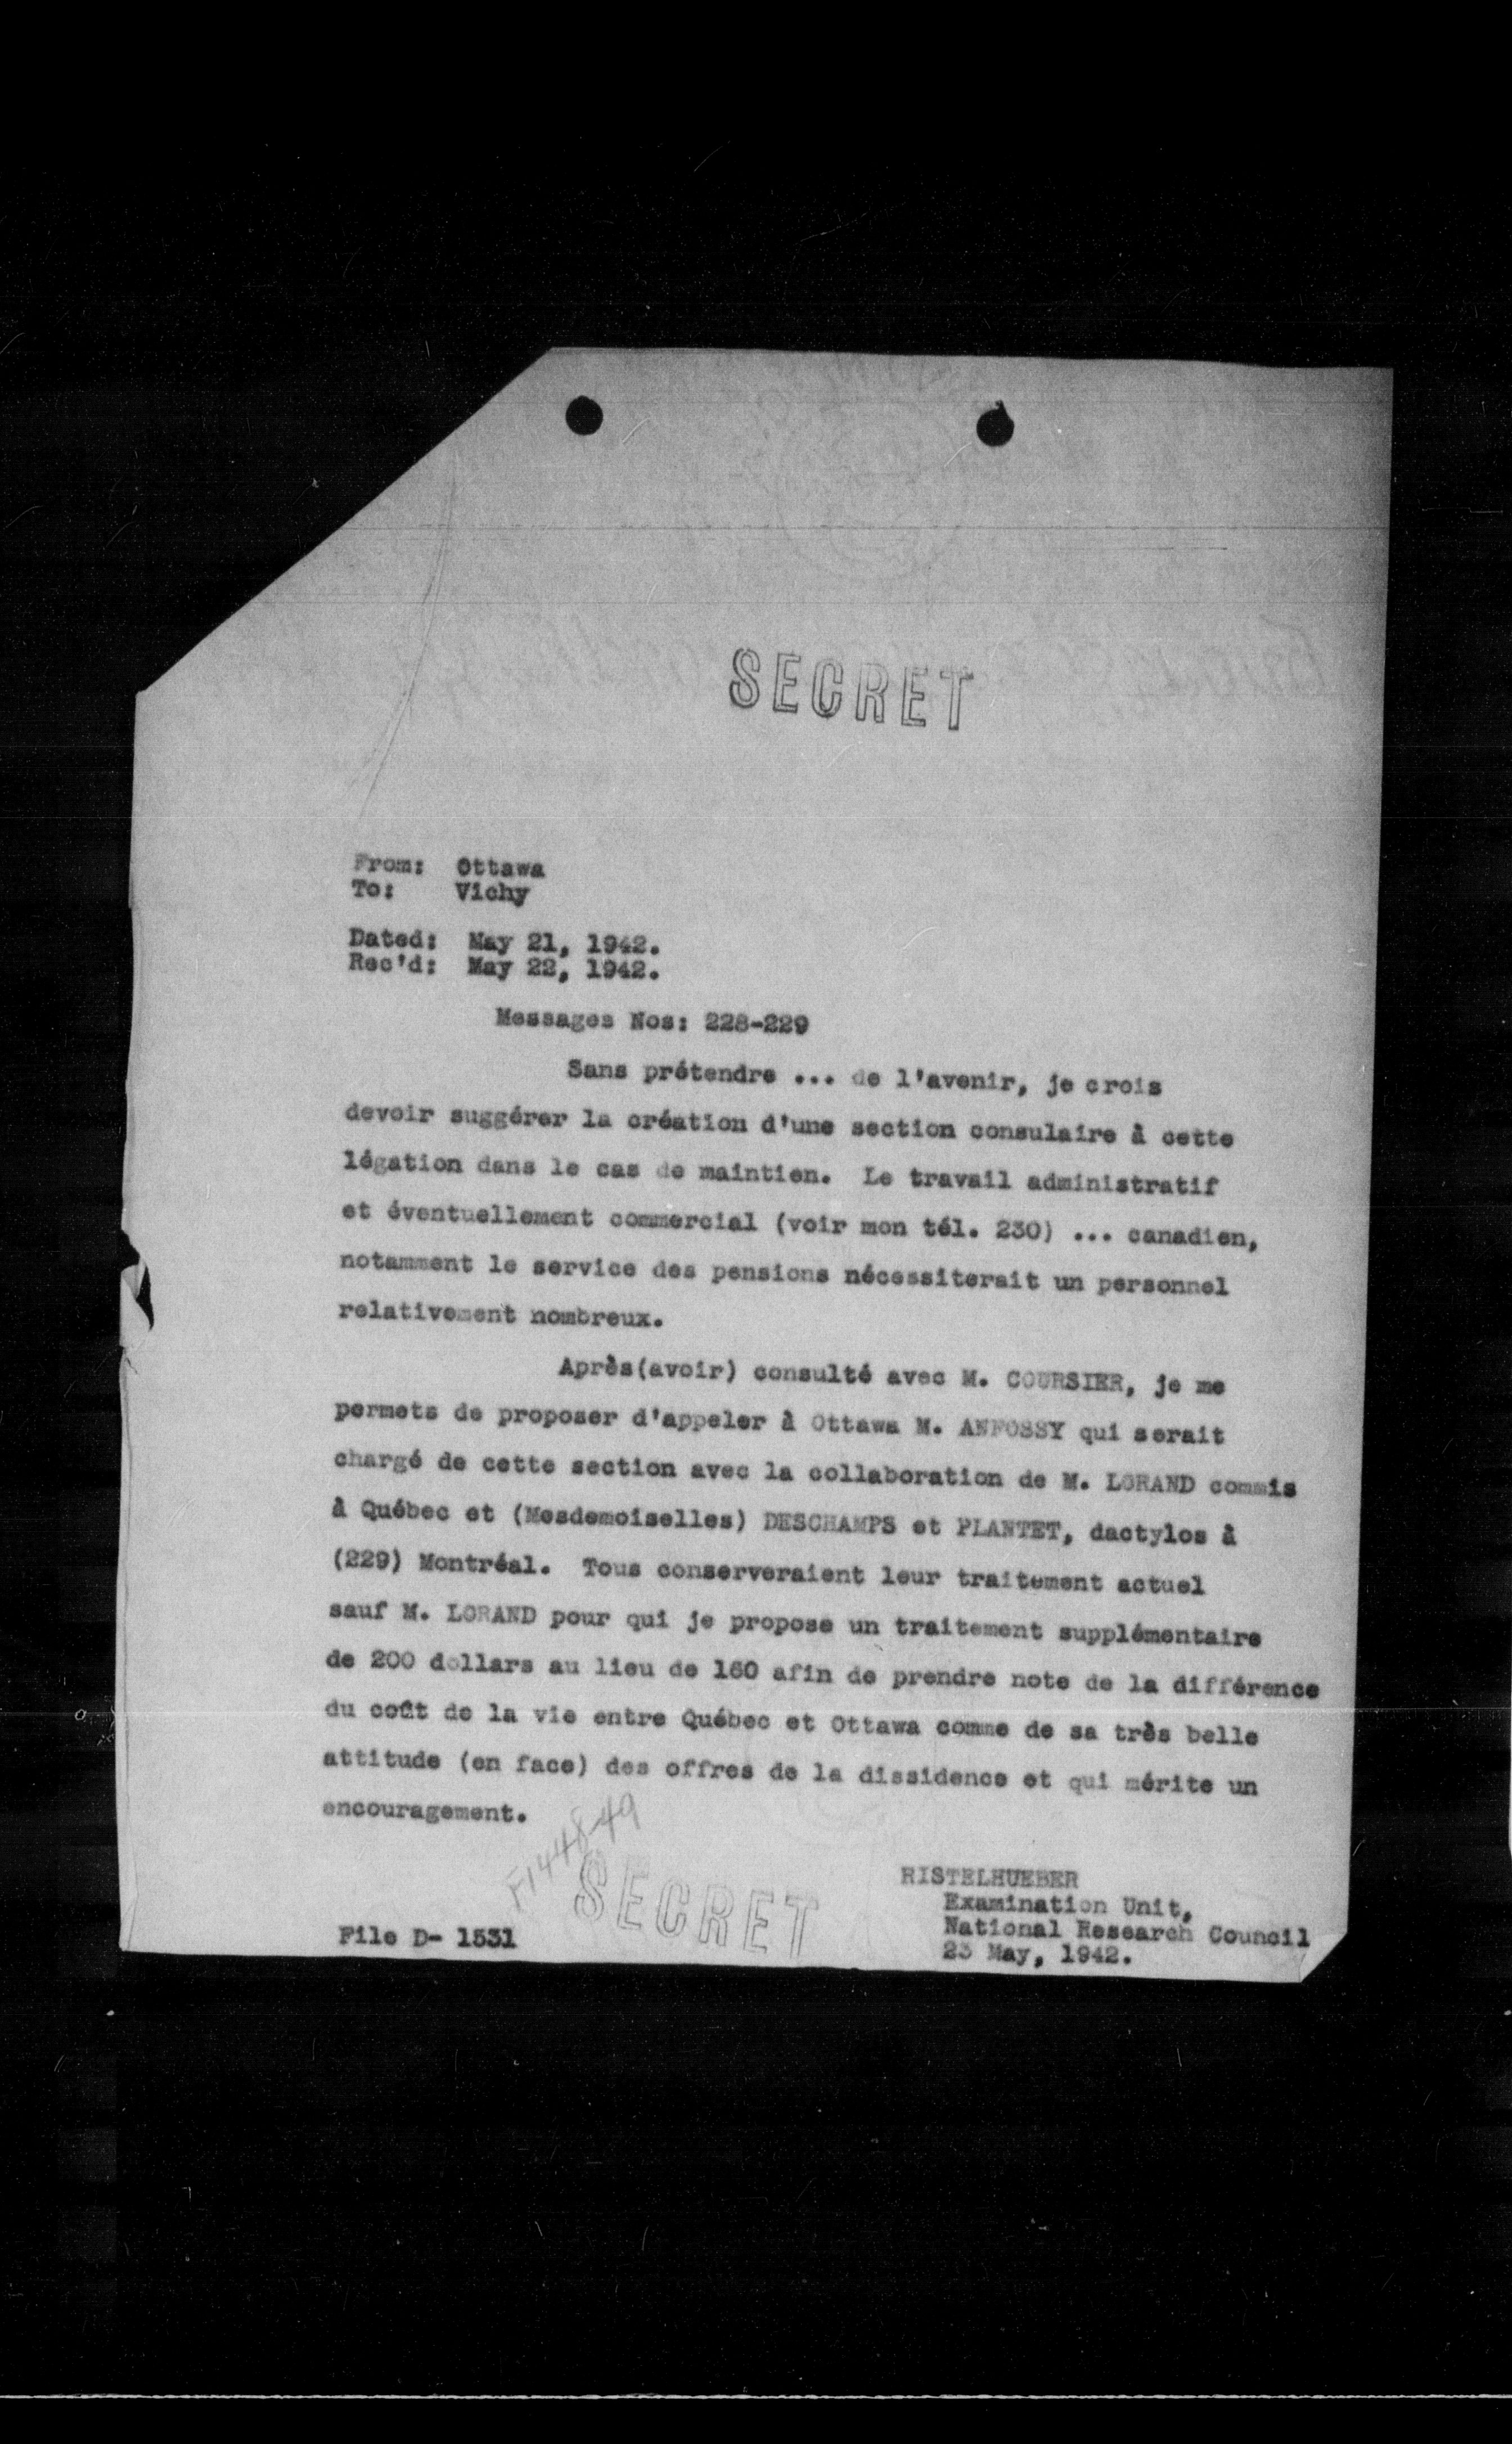 SECRET
From: Ottawa
To: Vichy
Dated: May 21, 1942.
Rec'd: May 22, 1942.
Messages Nos: 228-229
Sans prétendre ... de l'avenir, je crois
devoir suggérer la création d'une section consulaire à cette
légation dans le cas de maintien. Le travail administratif
et éventuellement commercial (voir mon tél. 230) ... canadien,
notamment le service des pensions nécessiterait un personnel
relativement nombreux.
Après(avoir) consulté avec M. COURSIER, je me
permets de proposer d'appeler à Ottawa M. ANFOSSY qui serait
chargé de cette section avec la collaboration de M. LORAND commis
à Québec et (Mesdemoiselles) DESCHAMPS et PLANTET, dactylos à
(229) Montréal. Tous conserveraient leur traitement actuel
sauf M. LORAND pour qui je propose un traitement supplémentaire
de 200 dollars au lieu de 160 afin de prendre note de la différence
du coût de la vie entre Québec et Ottawa comme de sa très belle
attitude (en face) des offres de la dissidence et qui mérite un
encouragement.
F14448-49
SECRET
RISTELHUEBER
Examination Unit,
National Research Council
23 May, 1942.
File D- 1531